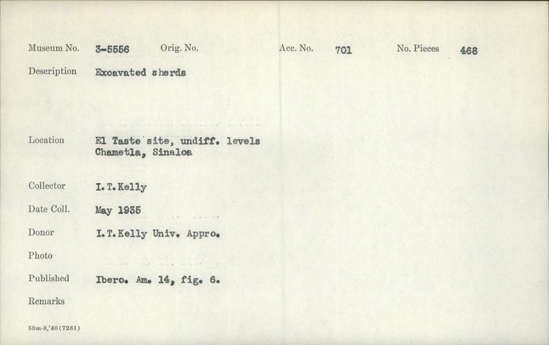 Museum No. 3-5556 Orig. No. Acc. No. 701 No. Pieces 468
Description Excavated sherds
Location El Taste site, undiff. levels
Chametla, Sinaloa
Collector I.T.Kelly
Date Coll. May 1935
Donor I.T.Kelly Univ. Appro.
Photo
Published Ibero. Am. 14, fig. 6.
Remarks